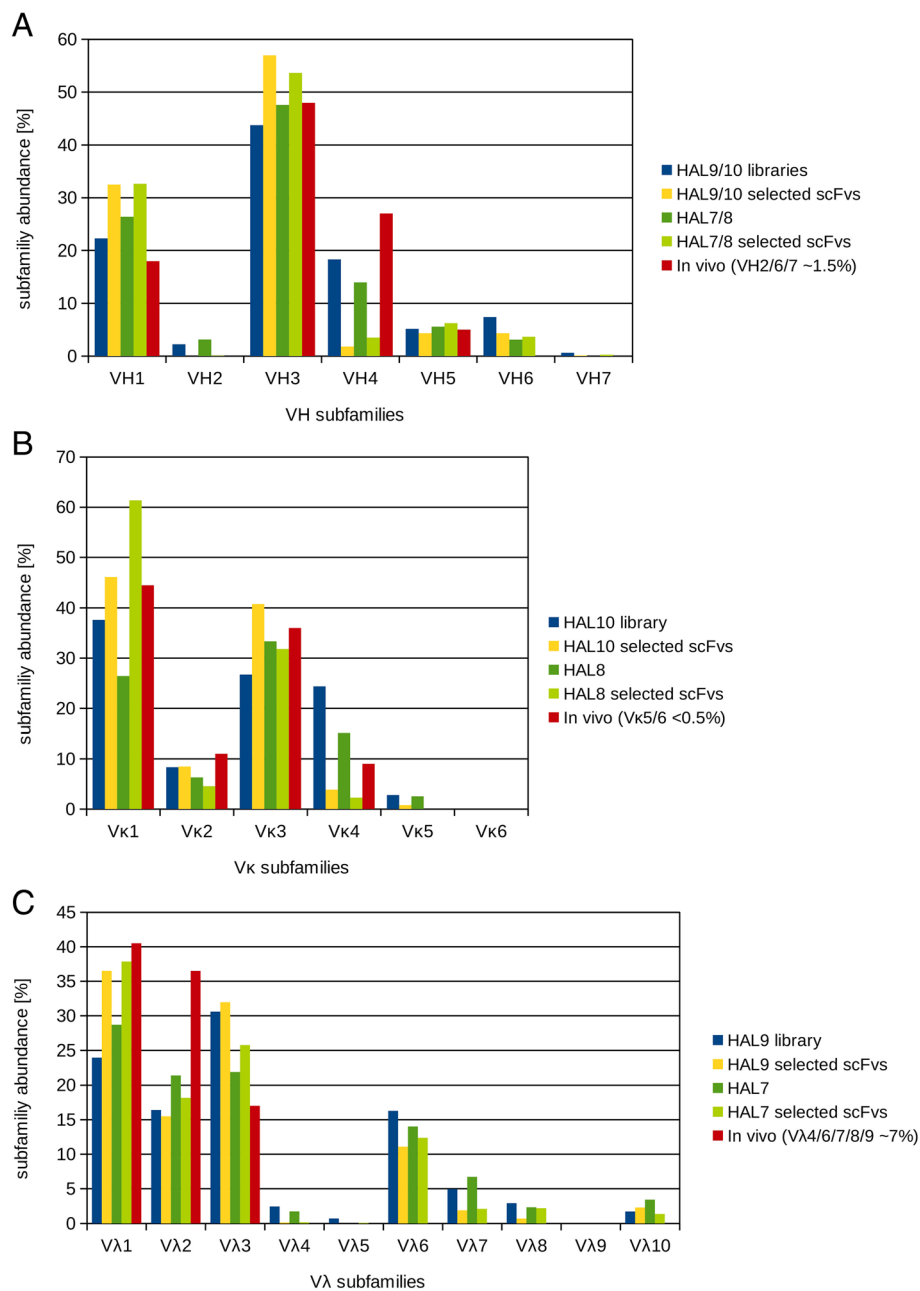 A
60
50
40
30
20
10
0
subfamiliy abundance [%]
VH1 VH2 VH3 VH4 VH5 VH6 VH7
VH subfamilies
HAL9/10 libraries
HAL9/10 selected scFvs
HAL7/8
HAL7/8 selected scFvs
In vivo (VH2/6/7 ~1.5%)
B
70
60
50
40
30
20
10
0
subfamiliy abundance [%]
Vκ1 Vκ2 Vκ3 Vκ4 Vκ5 Vκ6
Vκ subfamilies
HAL10 library
HAL10 selected scFvs
HAL8
HAL8 selected scFvs
In vivo (Vκ5/6 <0.5%)
C
45
40
35
30
25
20
15
10
5
0
subfamiliy abundance [%]
Vλ1 Vλ2 Vλ3 Vλ4 Vλ5 Vλ6 Vλ7 Vλ8 Vλ9 Vλ10
Vλ subfamilies
HAL9 library
HAL9 selected scFvs
HAL7
HAL7 selected scFvs
In vivo (Vλ4/6/7/8/9 ~7%)